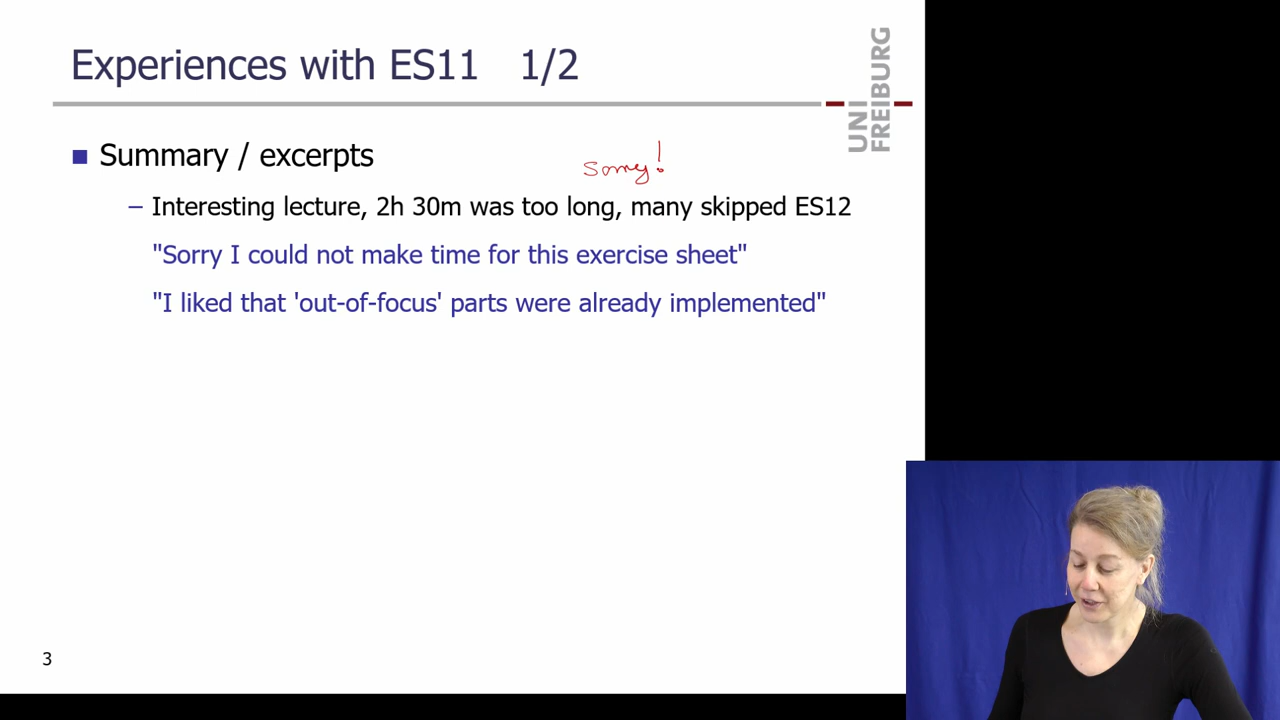 Experiences with ES11 1/2
UNI
FREIBURG
Summary / excerpts
Sorry!
– Interesting lecture, 2h 30m was too long, many skipped ES12
"Sorry I could not make time for this exercise sheet"
"I liked that 'out-of-focus' parts were already implemented"
3